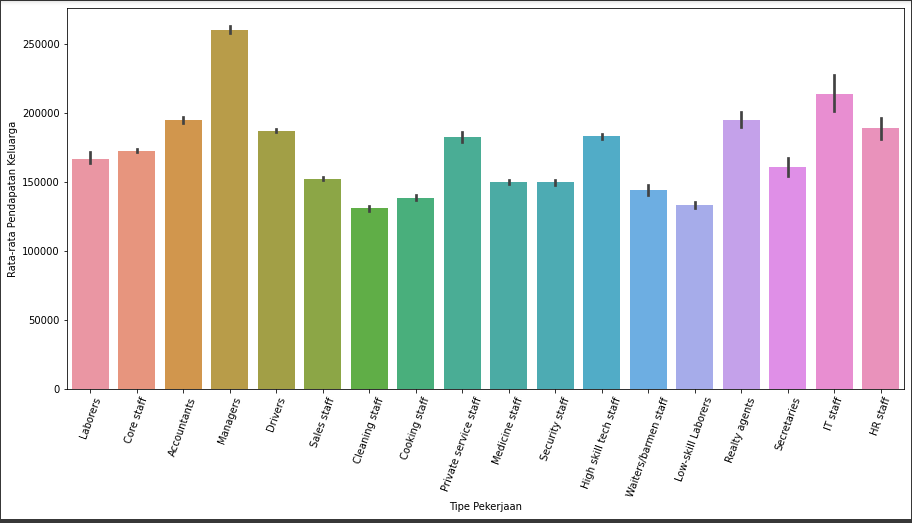 Rata-rata Pendapatan Keluarga
250000
200000
150000
100000
50000
0
Laborers
Core staff
Accountants
Managers
Drivers
Sales staff
Cleaning staff
Cooking staff
Private service staff
Medicine staff
Security staff
High skill tech staff
Waiters/barmen staff
Low-skill Laborers
Realty agents
Secretaries
IT staff
HR staff
Tipe Pekerjaan